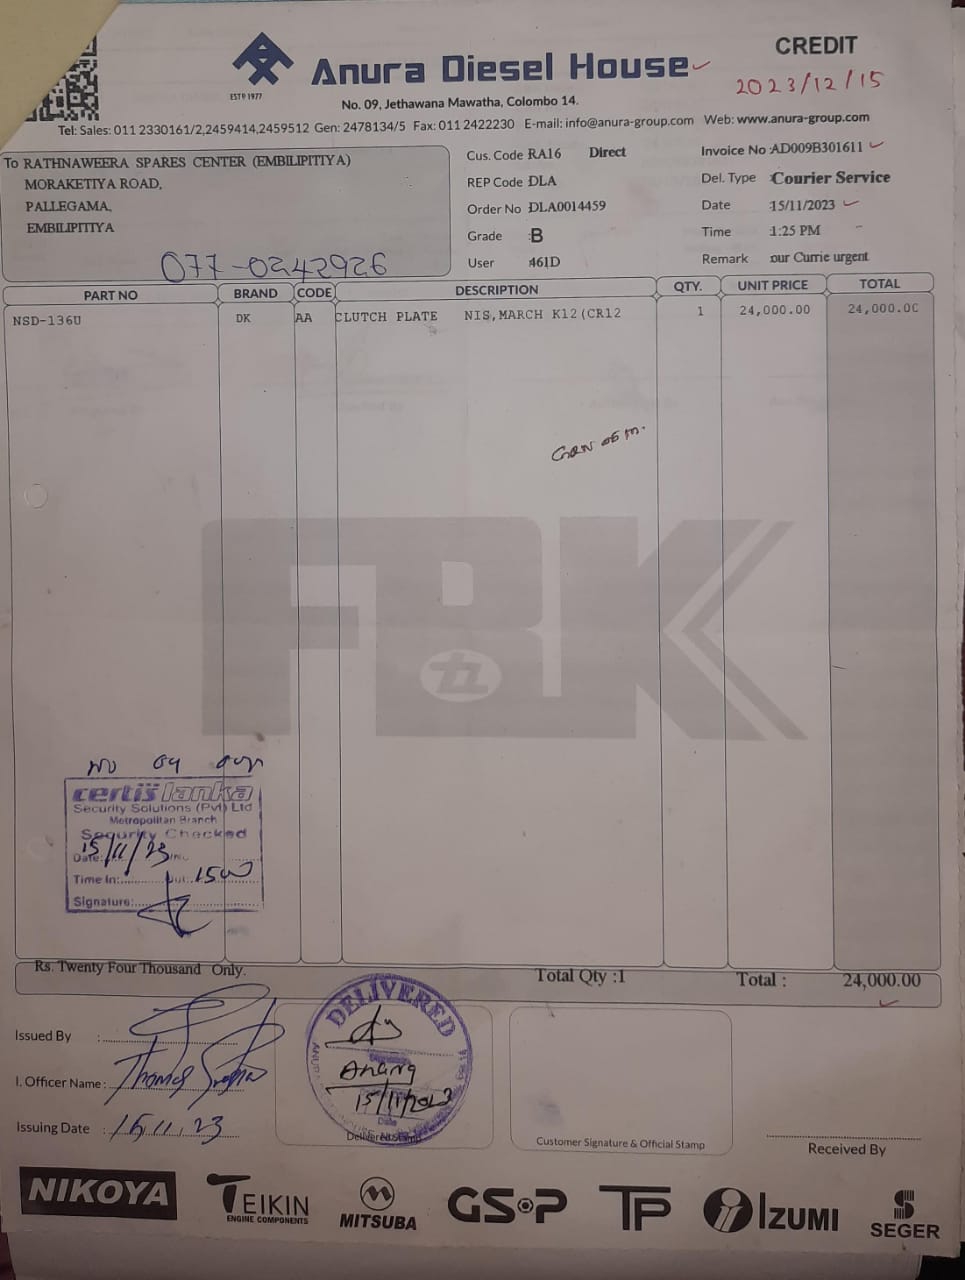 CREDIT
Anura Diesel House
2023/12/15
ESTD 1977
No. 09, Jethawana Mawatha, Colombo 14.
Tel: Sales: 011 2330161/2,2459414,2459512 Gen: 2478134/5 Fax: 011 2422230 E-mail: info@anura-group.com Web: www.anura-group.com
To RATHNAWEERA SPARES CENTER (EMBILIPITIYA)
MORAKETIYA ROAD,
PALLEGAMA,
EMBILIPITIYA
077-0242926
Cus. Code RA16 Direct
REP Code DLA
Order No DLA0014459
Grade :B
User :461D
Invoice No :AD009B301611
Del. Type :Courier Service
Date :15/11/2023
Time :1:25 PM
Remark :our Currie urgent
PART NO BRAND CODE DESCRIPTION QTY. UNIT PRICE TOTAL
NSD-136U DK AA CLUTCH PLATE NIS,MARCH K12(CR12 1 24,000.00 24,000.00
FBK
certis lanka
Security Solutions (Pvt) Ltd
Metropolitan Branch
Security Checked
Date: 15/11/23
Time In: Out: 1500
Signature:
Rs. Twenty Four Thousand Only. Total Qty :1 Total : 24,000.00
Issued By :
I. Officer Name :
Issuing Date : 15.11.23
DELIVERED
15/11/2023
Date
Customer Signature & Official Stamp
Received By
NIKOYA
TEIKIN
ENGINE COMPONENTS
MITSUBA
GSP
TP
IZUMI
SEGER